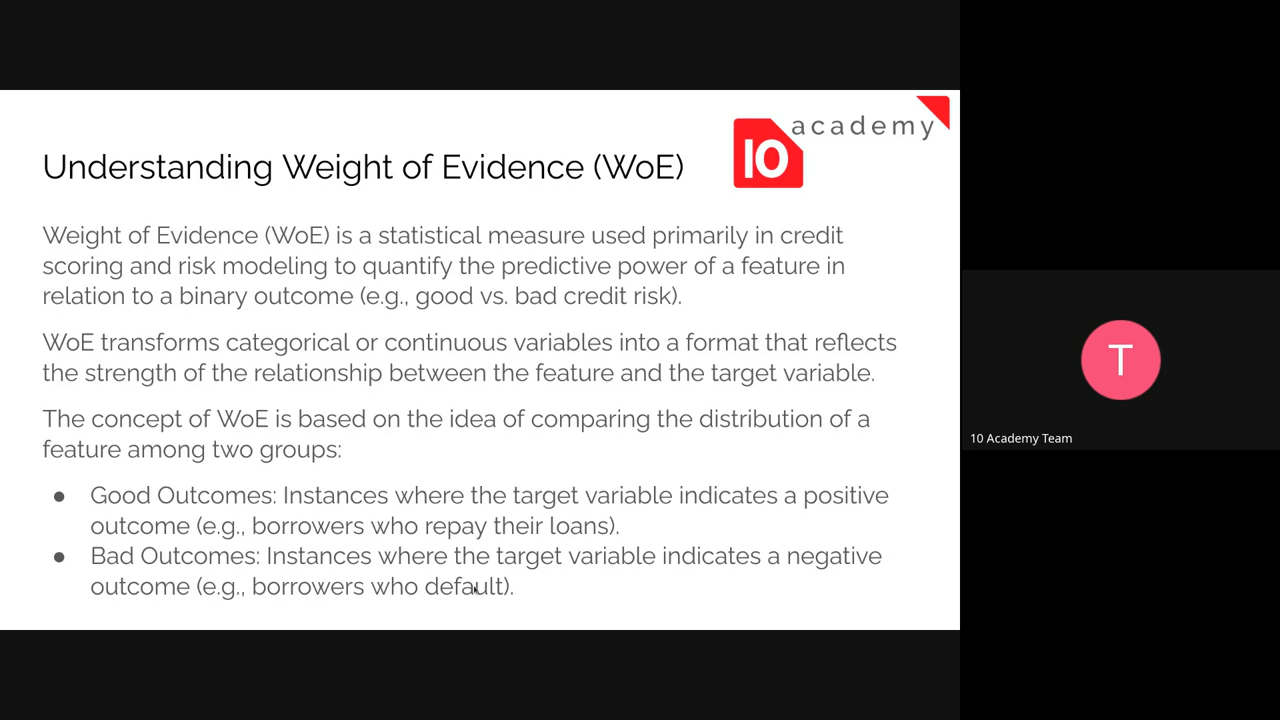 academy
10
Understanding Weight of Evidence (WoE)
Weight of Evidence (WoE) is a statistical measure used primarily in credit
scoring and risk modeling to quantify the predictive power of a feature in
relation to a binary outcome (e.g., good vs. bad credit risk).
WoE transforms categorical or continuous variables into a format that reflects
the strength of the relationship between the feature and the target variable.
The concept of WoE is based on the idea of comparing the distribution of a
feature among two groups:
● Good Outcomes: Instances where the target variable indicates a positive
outcome (e.g., borrowers who repay their loans).
● Bad Outcomes: Instances where the target variable indicates a negative
outcome (e.g., borrowers who default).
T
10 Academy Team